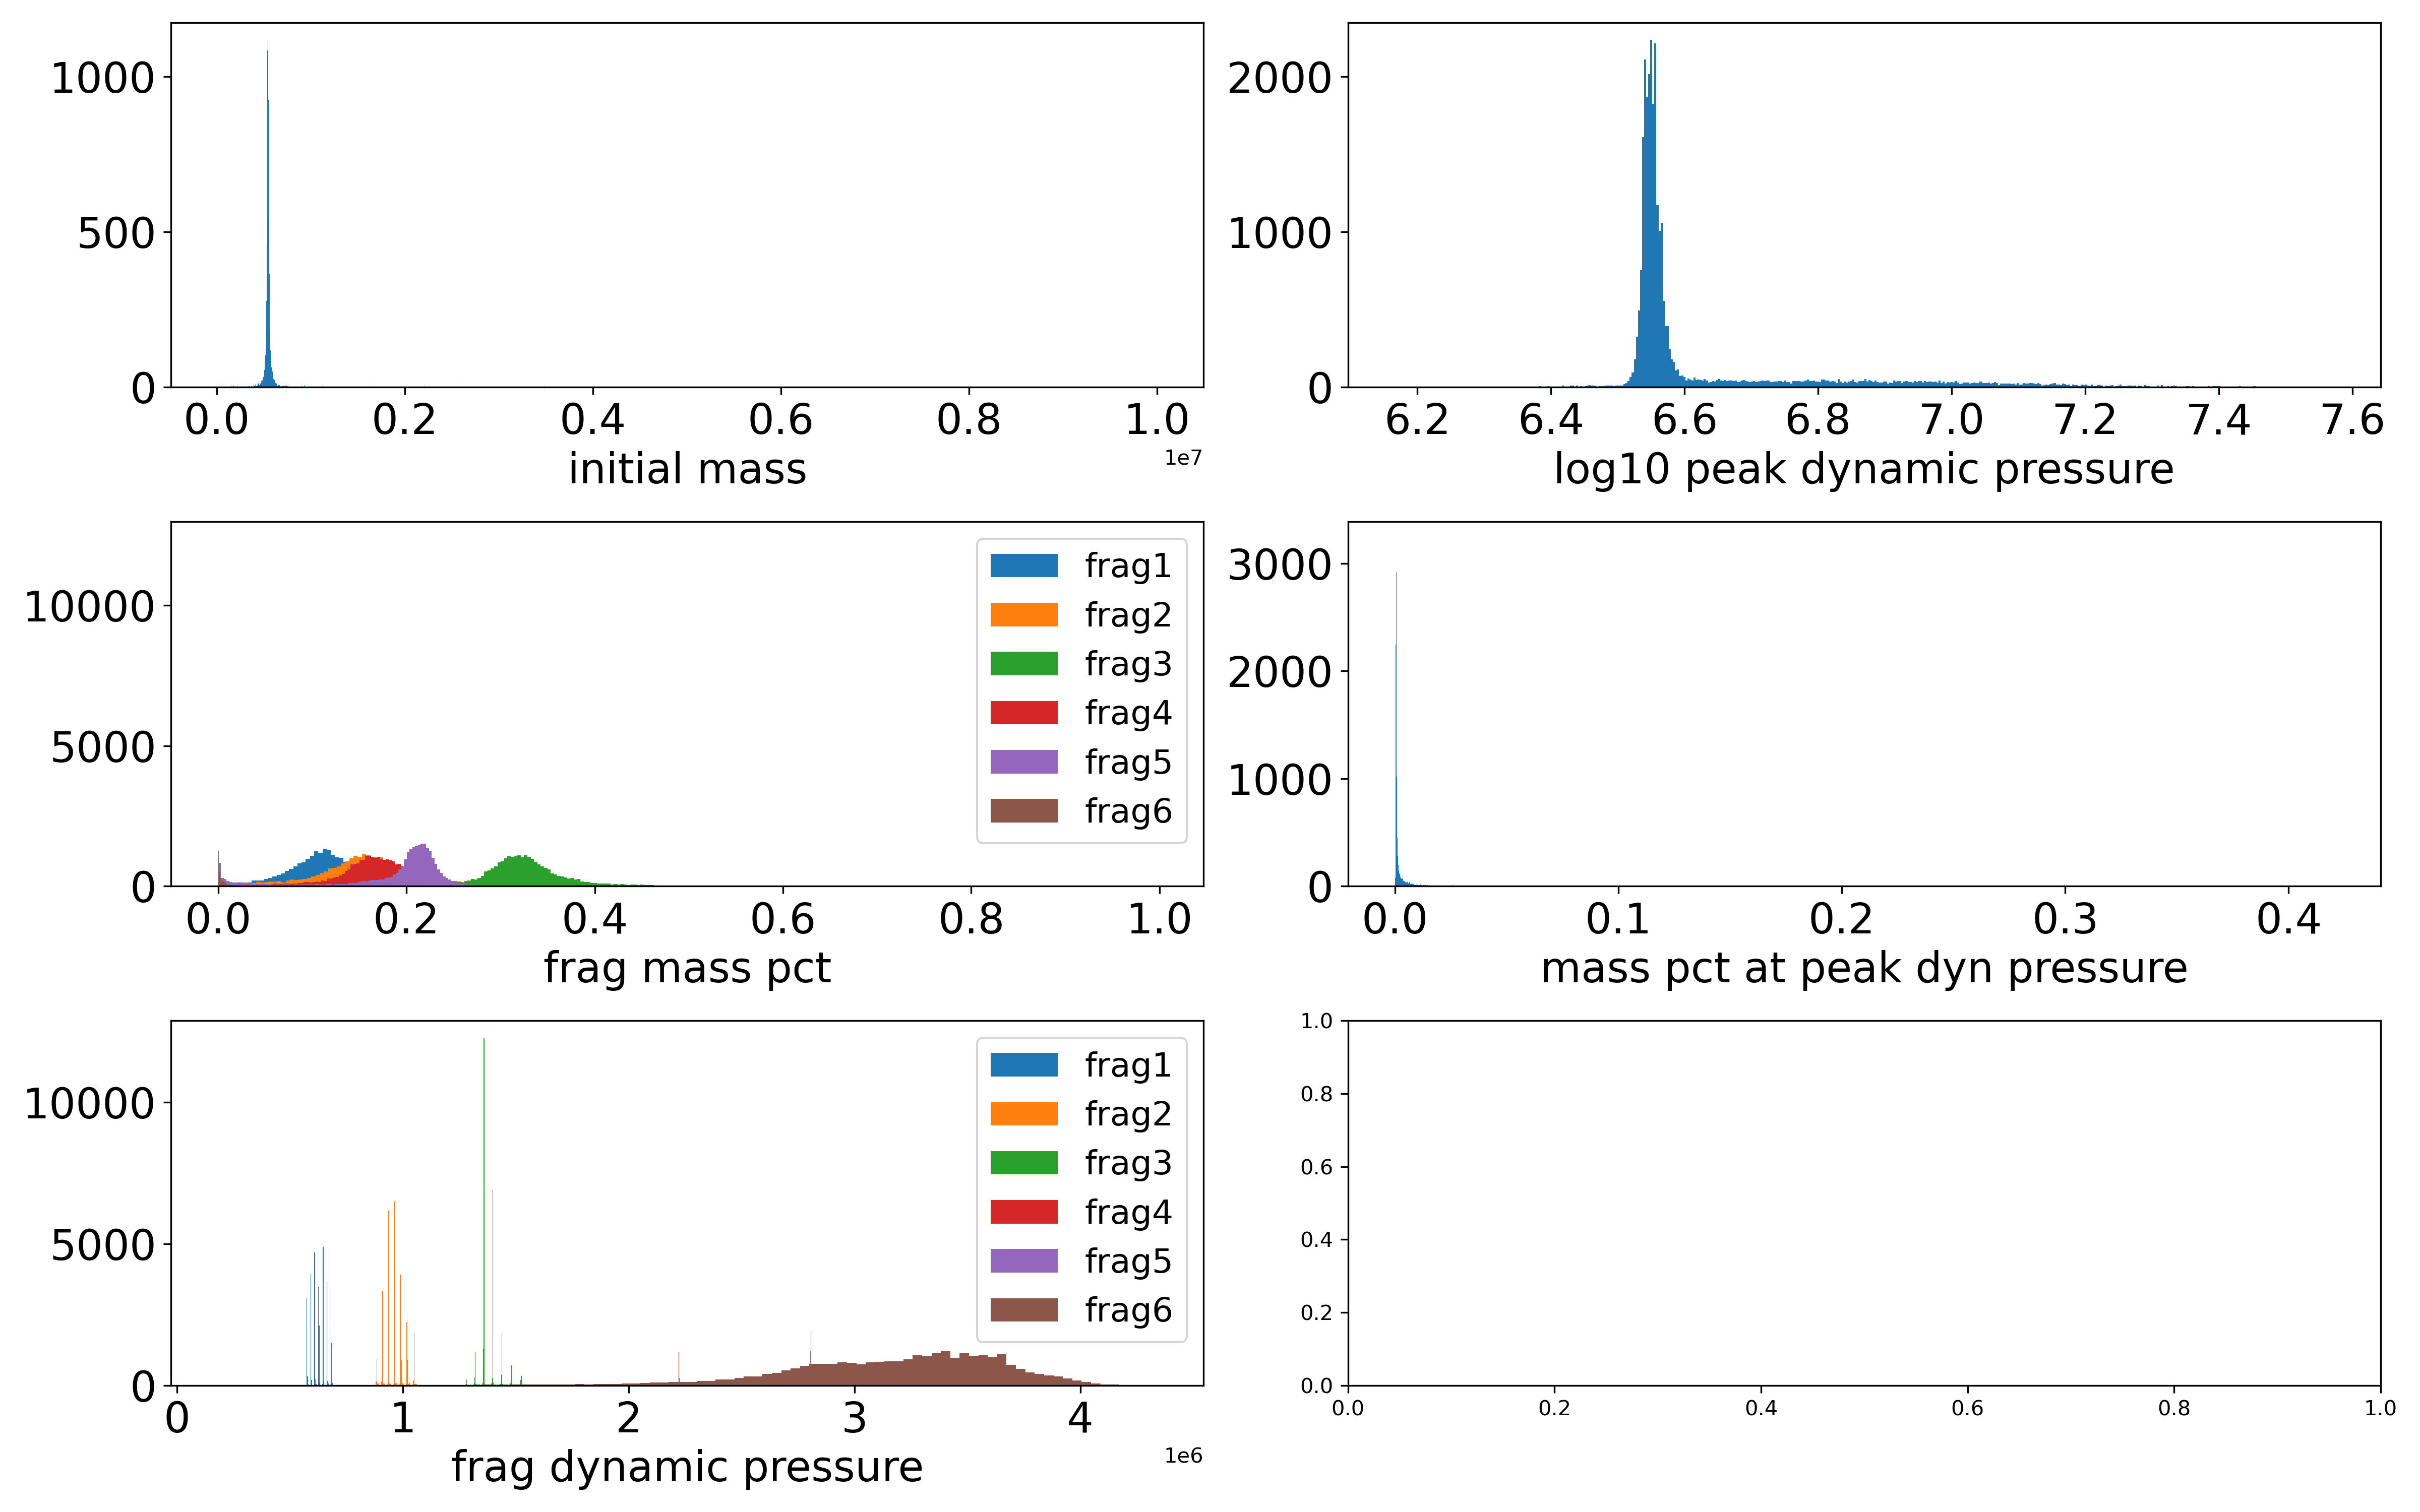 1000
500
0
0.0 0.2 0.4 0.6 0.8 1.0
1e7
initial mass
2000
1000
0
6.2 6.4 6.6 6.8 7.0 7.2 7.4 7.6
log10 peak dynamic pressure
10000
5000
0
0.0 0.2 0.4 0.6 0.8 1.0
frag mass pct
frag1
frag2
frag3
frag4
frag5
frag6
3000
2000
1000
0
0.0 0.1 0.2 0.3 0.4
mass pct at peak dyn pressure
10000
5000
0
0 1 2 3 4
1e6
frag dynamic pressure
frag1
frag2
frag3
frag4
frag5
frag6
1.0
0.8
0.6
0.4
0.2
0.0
0.0 0.2 0.4 0.6 0.8 1.0